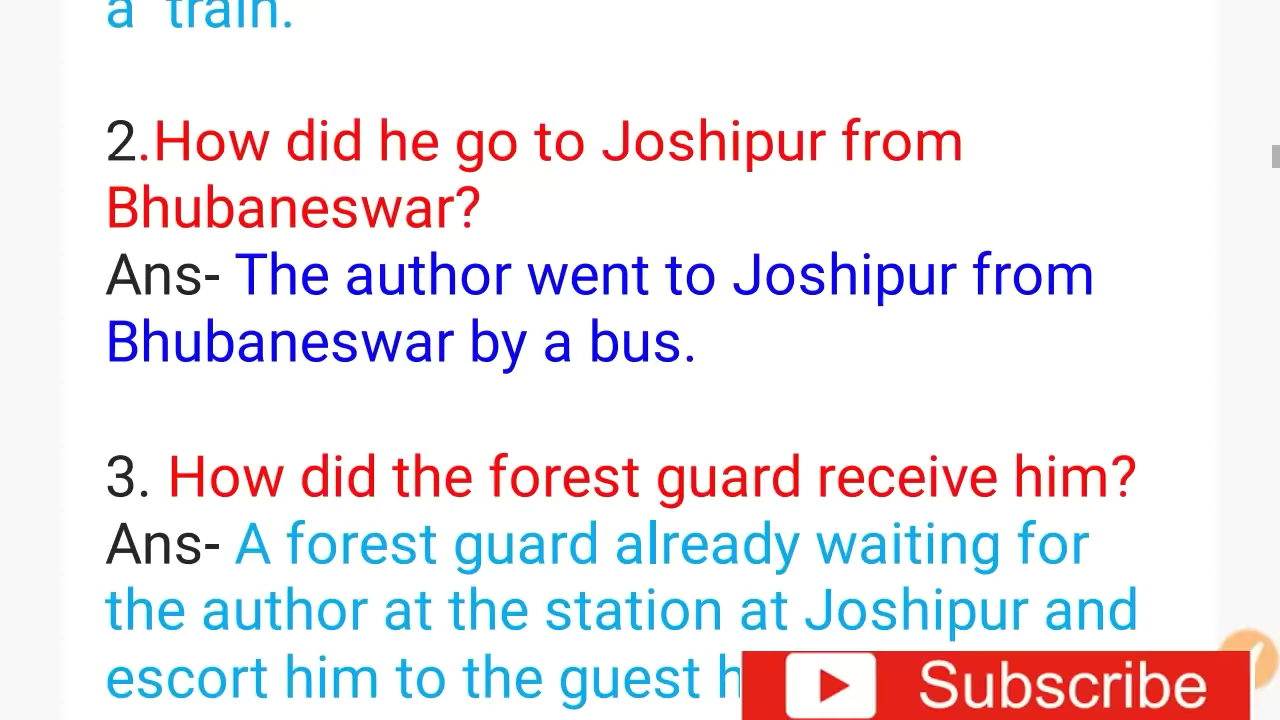 a train.
2.How did he go to Joshipur from
Bhubaneswar?
Ans- The author went to Joshipur from
Bhubaneswar by a bus.
3. How did the forest guard receive him?
Ans- A forest guard already waiting for
the author at the station at Joshipur and
escort him to the guest
Subscribe